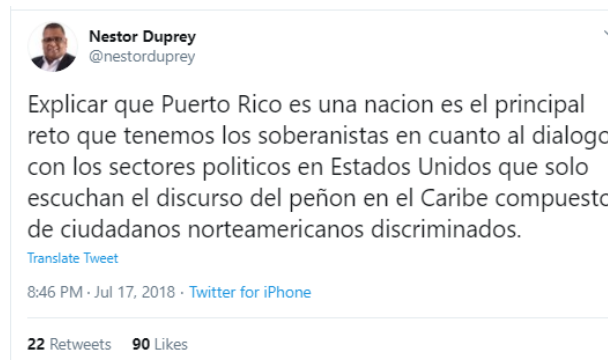 Nestor Duprey
@nestorduprey
Explicar que Puerto Rico es una nacion es el principal
reto que tenemos los soberanistas en cuanto al dialogo
con los sectores politicos en Estados Unidos que solo
escuchan el discurso del peñon en el Caribe compuesto
de ciudadanos norteamericanos discriminados.
Translate Tweet
8:46 PM · Jul 17, 2018 · Twitter for iPhone
22 Retweets 90 Likes